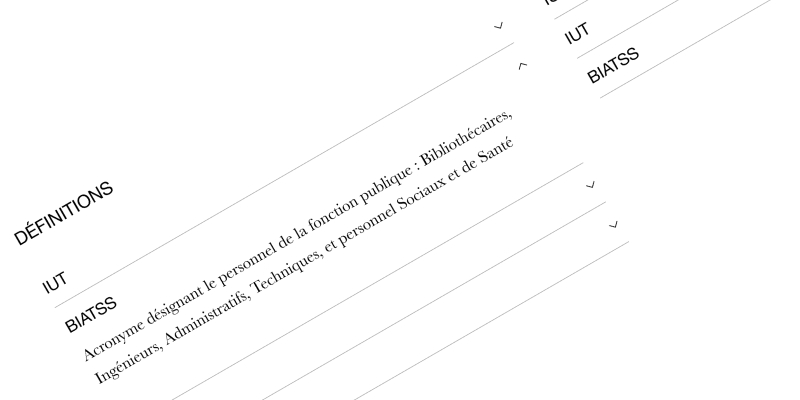 DÉFINITIONS
IUT
BIATSS
Acronyme désignant le personnel de la fonction publique : Bibliothécaires,
Ingénieurs, Administratifs, Techniques, et personnel Sociaux et de Santé
IUT
BIATSS